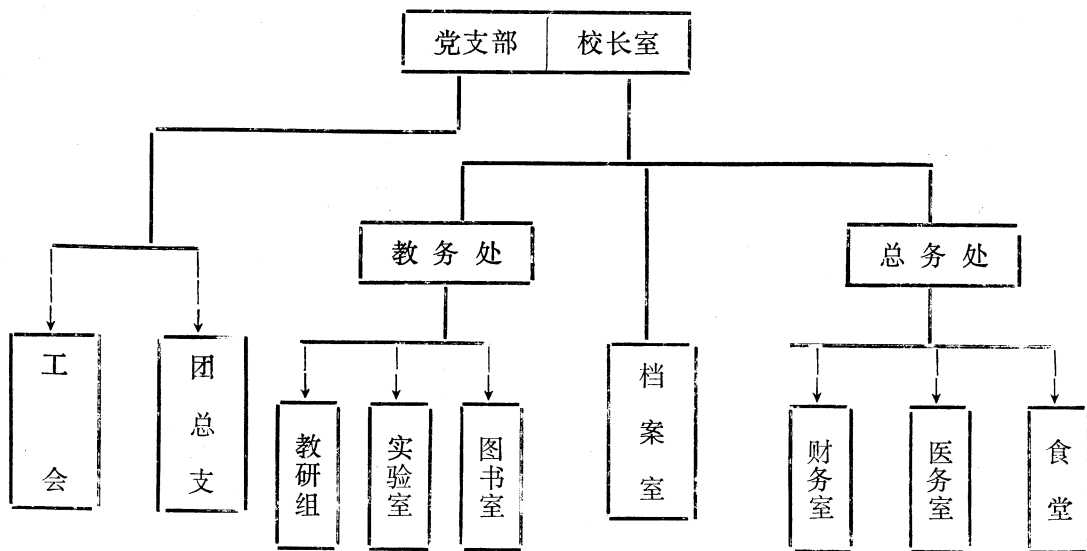 党支部 校长室
教务处
总务处
工会
团总支
教研组
实验室
图书室
档案室
财务室
医务室
食堂